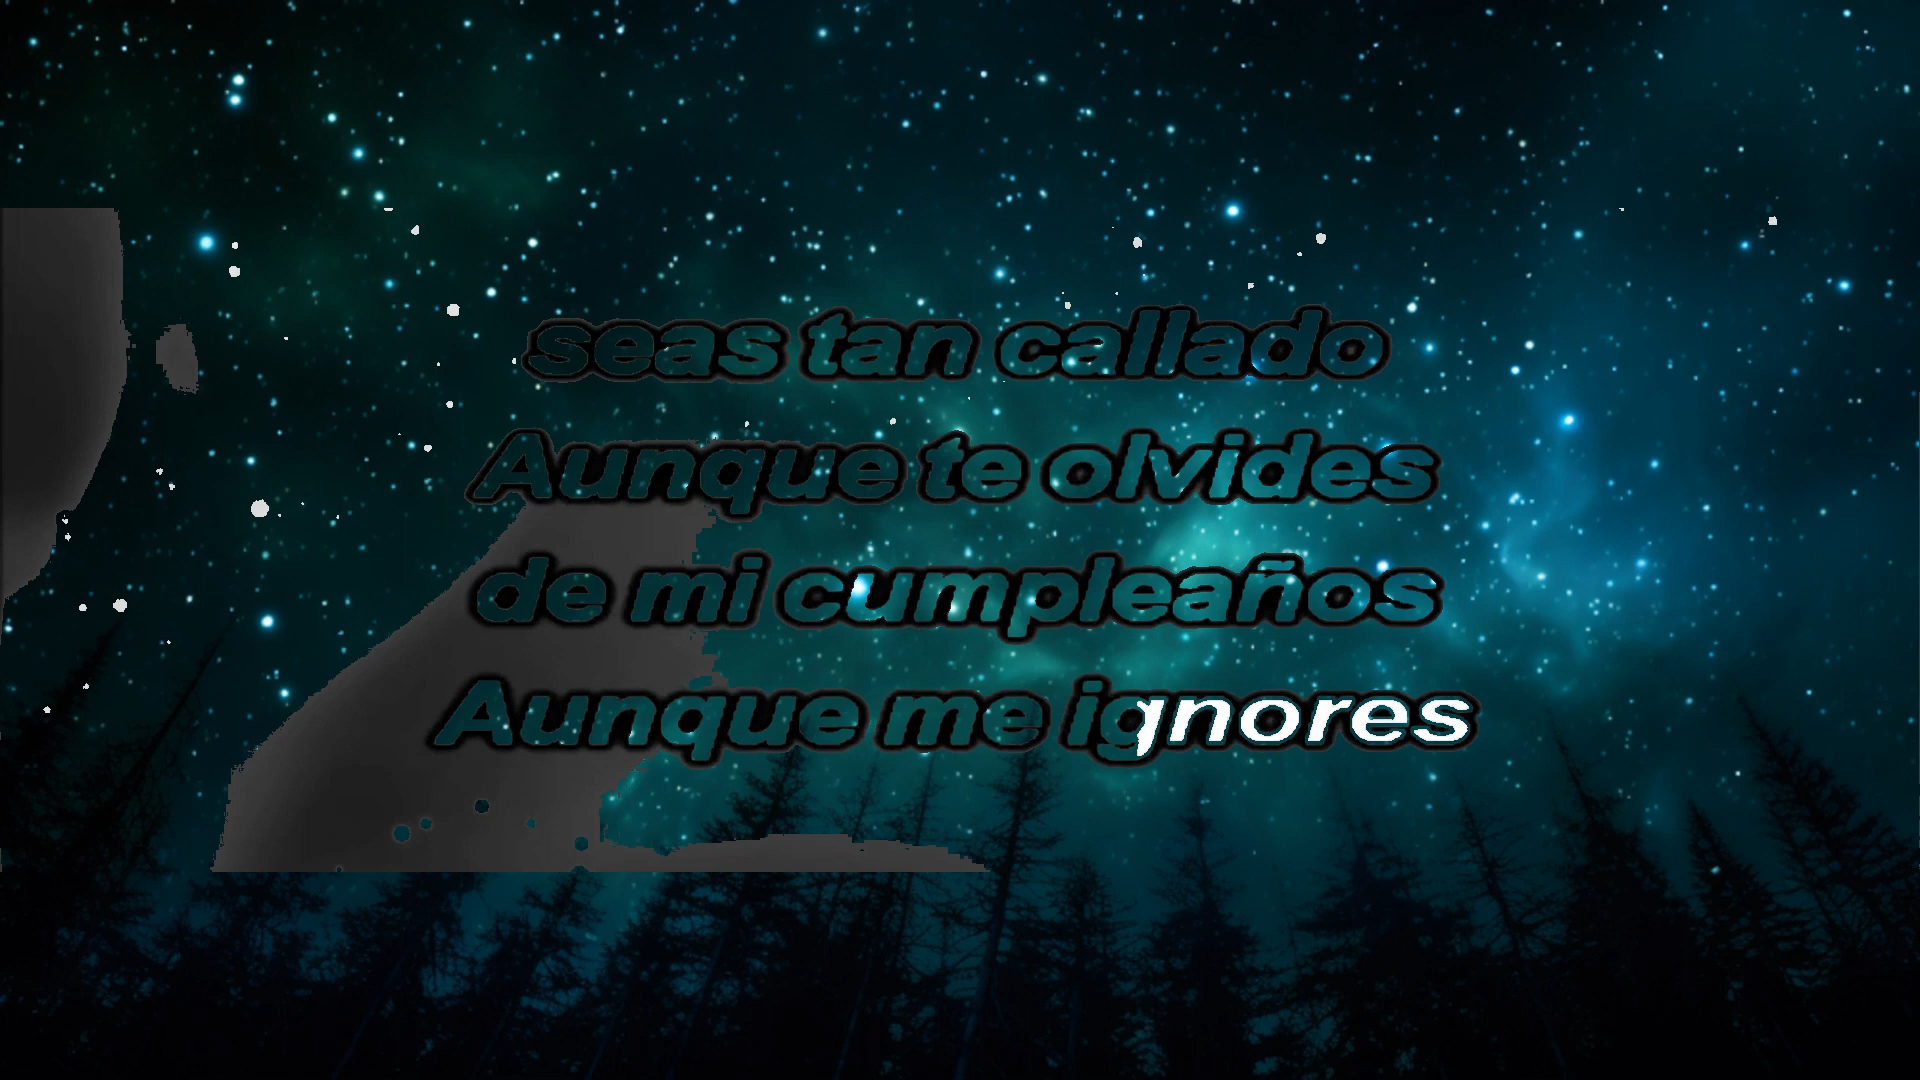 seas tan callado
Aunque te olvides
de mi cumpleaños
Aunque me ignores